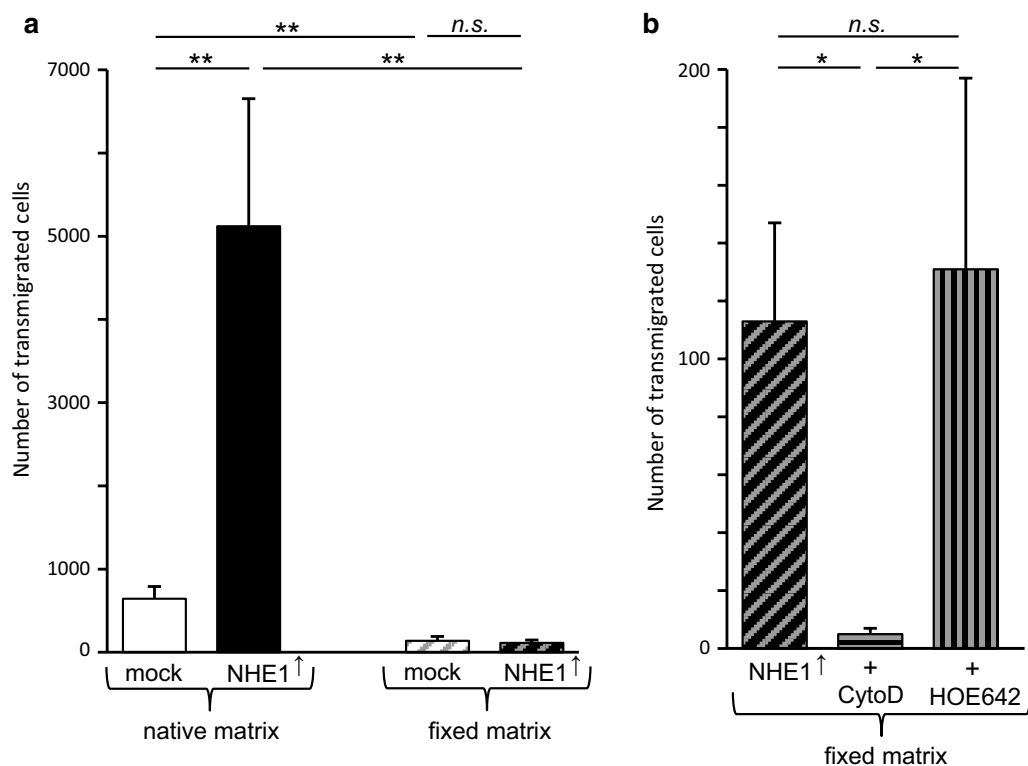 a
**
n.s.
**
**
7000
5000
3000
1000
0
Number of transmigrated cells
mock
NHE1↑
mock
NHE1↑
native matrix
fixed matrix
b
n.s.
*
*
200
100
0
Number of transmigrated cells
NHE1↑
+
CytoD
+
HOE642
fixed matrix